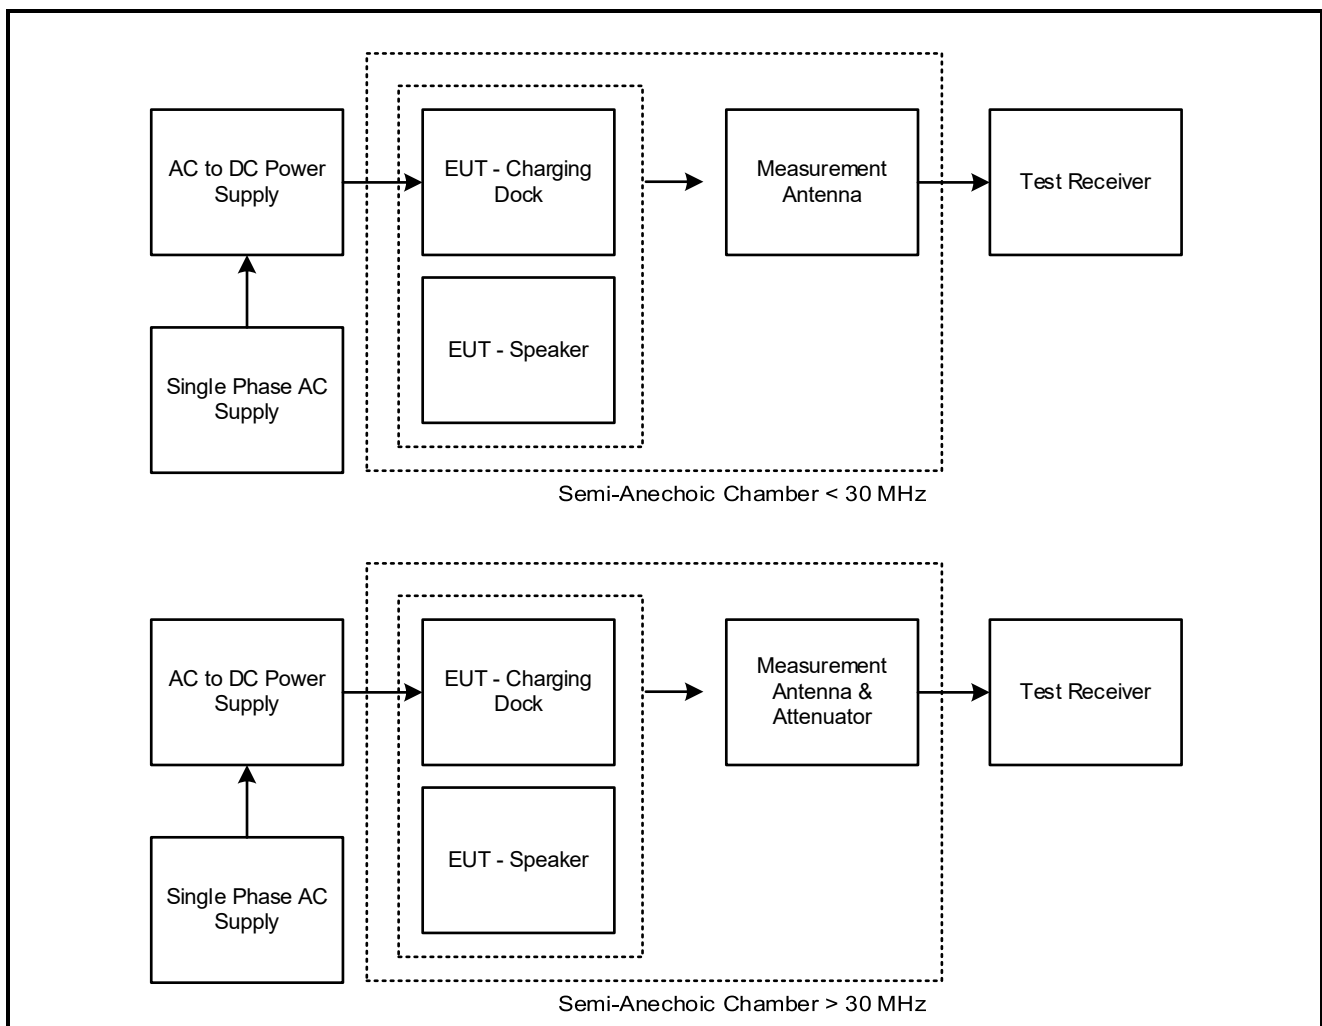 AC to DC Power
Supply
EUT - Charging
Dock
Measurement
Antenna
Test Receiver
EUT - Speaker
Single Phase AC
Supply
Semi-Anechoic Chamber < 30 MHz
AC to DC Power
Supply
EUT - Charging
Dock
Measurement
Antenna &
Attenuator
Test Receiver
EUT - Speaker
Single Phase AC
Supply
Semi-Anechoic Chamber > 30 MHz